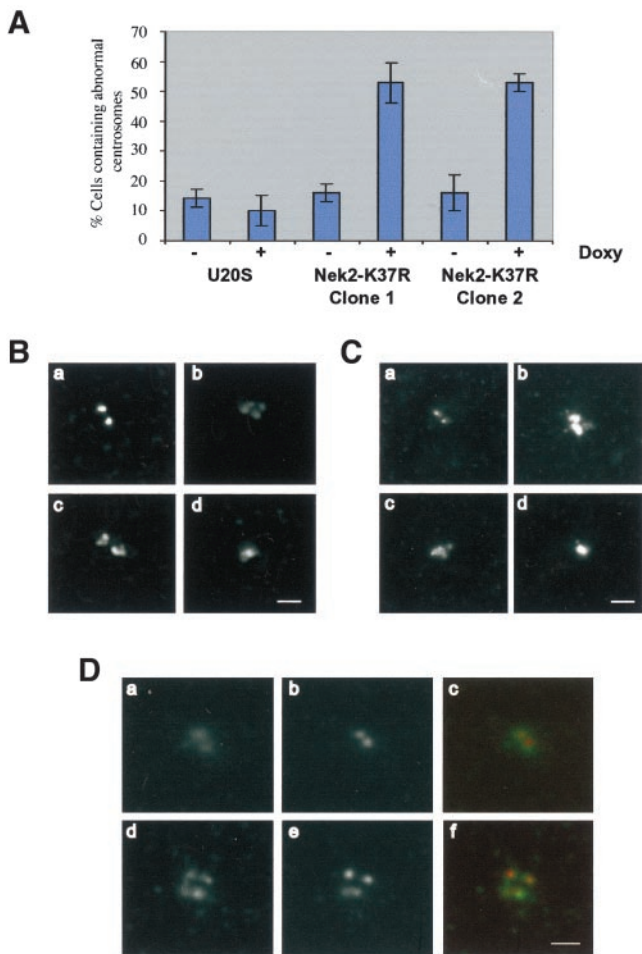 A
% Cells containing abnormal
centrosomes
70
60
50
40
30
20
10
0
- + - + - + Doxy
U20S Nek2-K37R Nek2-K37R
Clone 1 Clone 2
B C
a b a b
c d c d
D
a b c
d e f